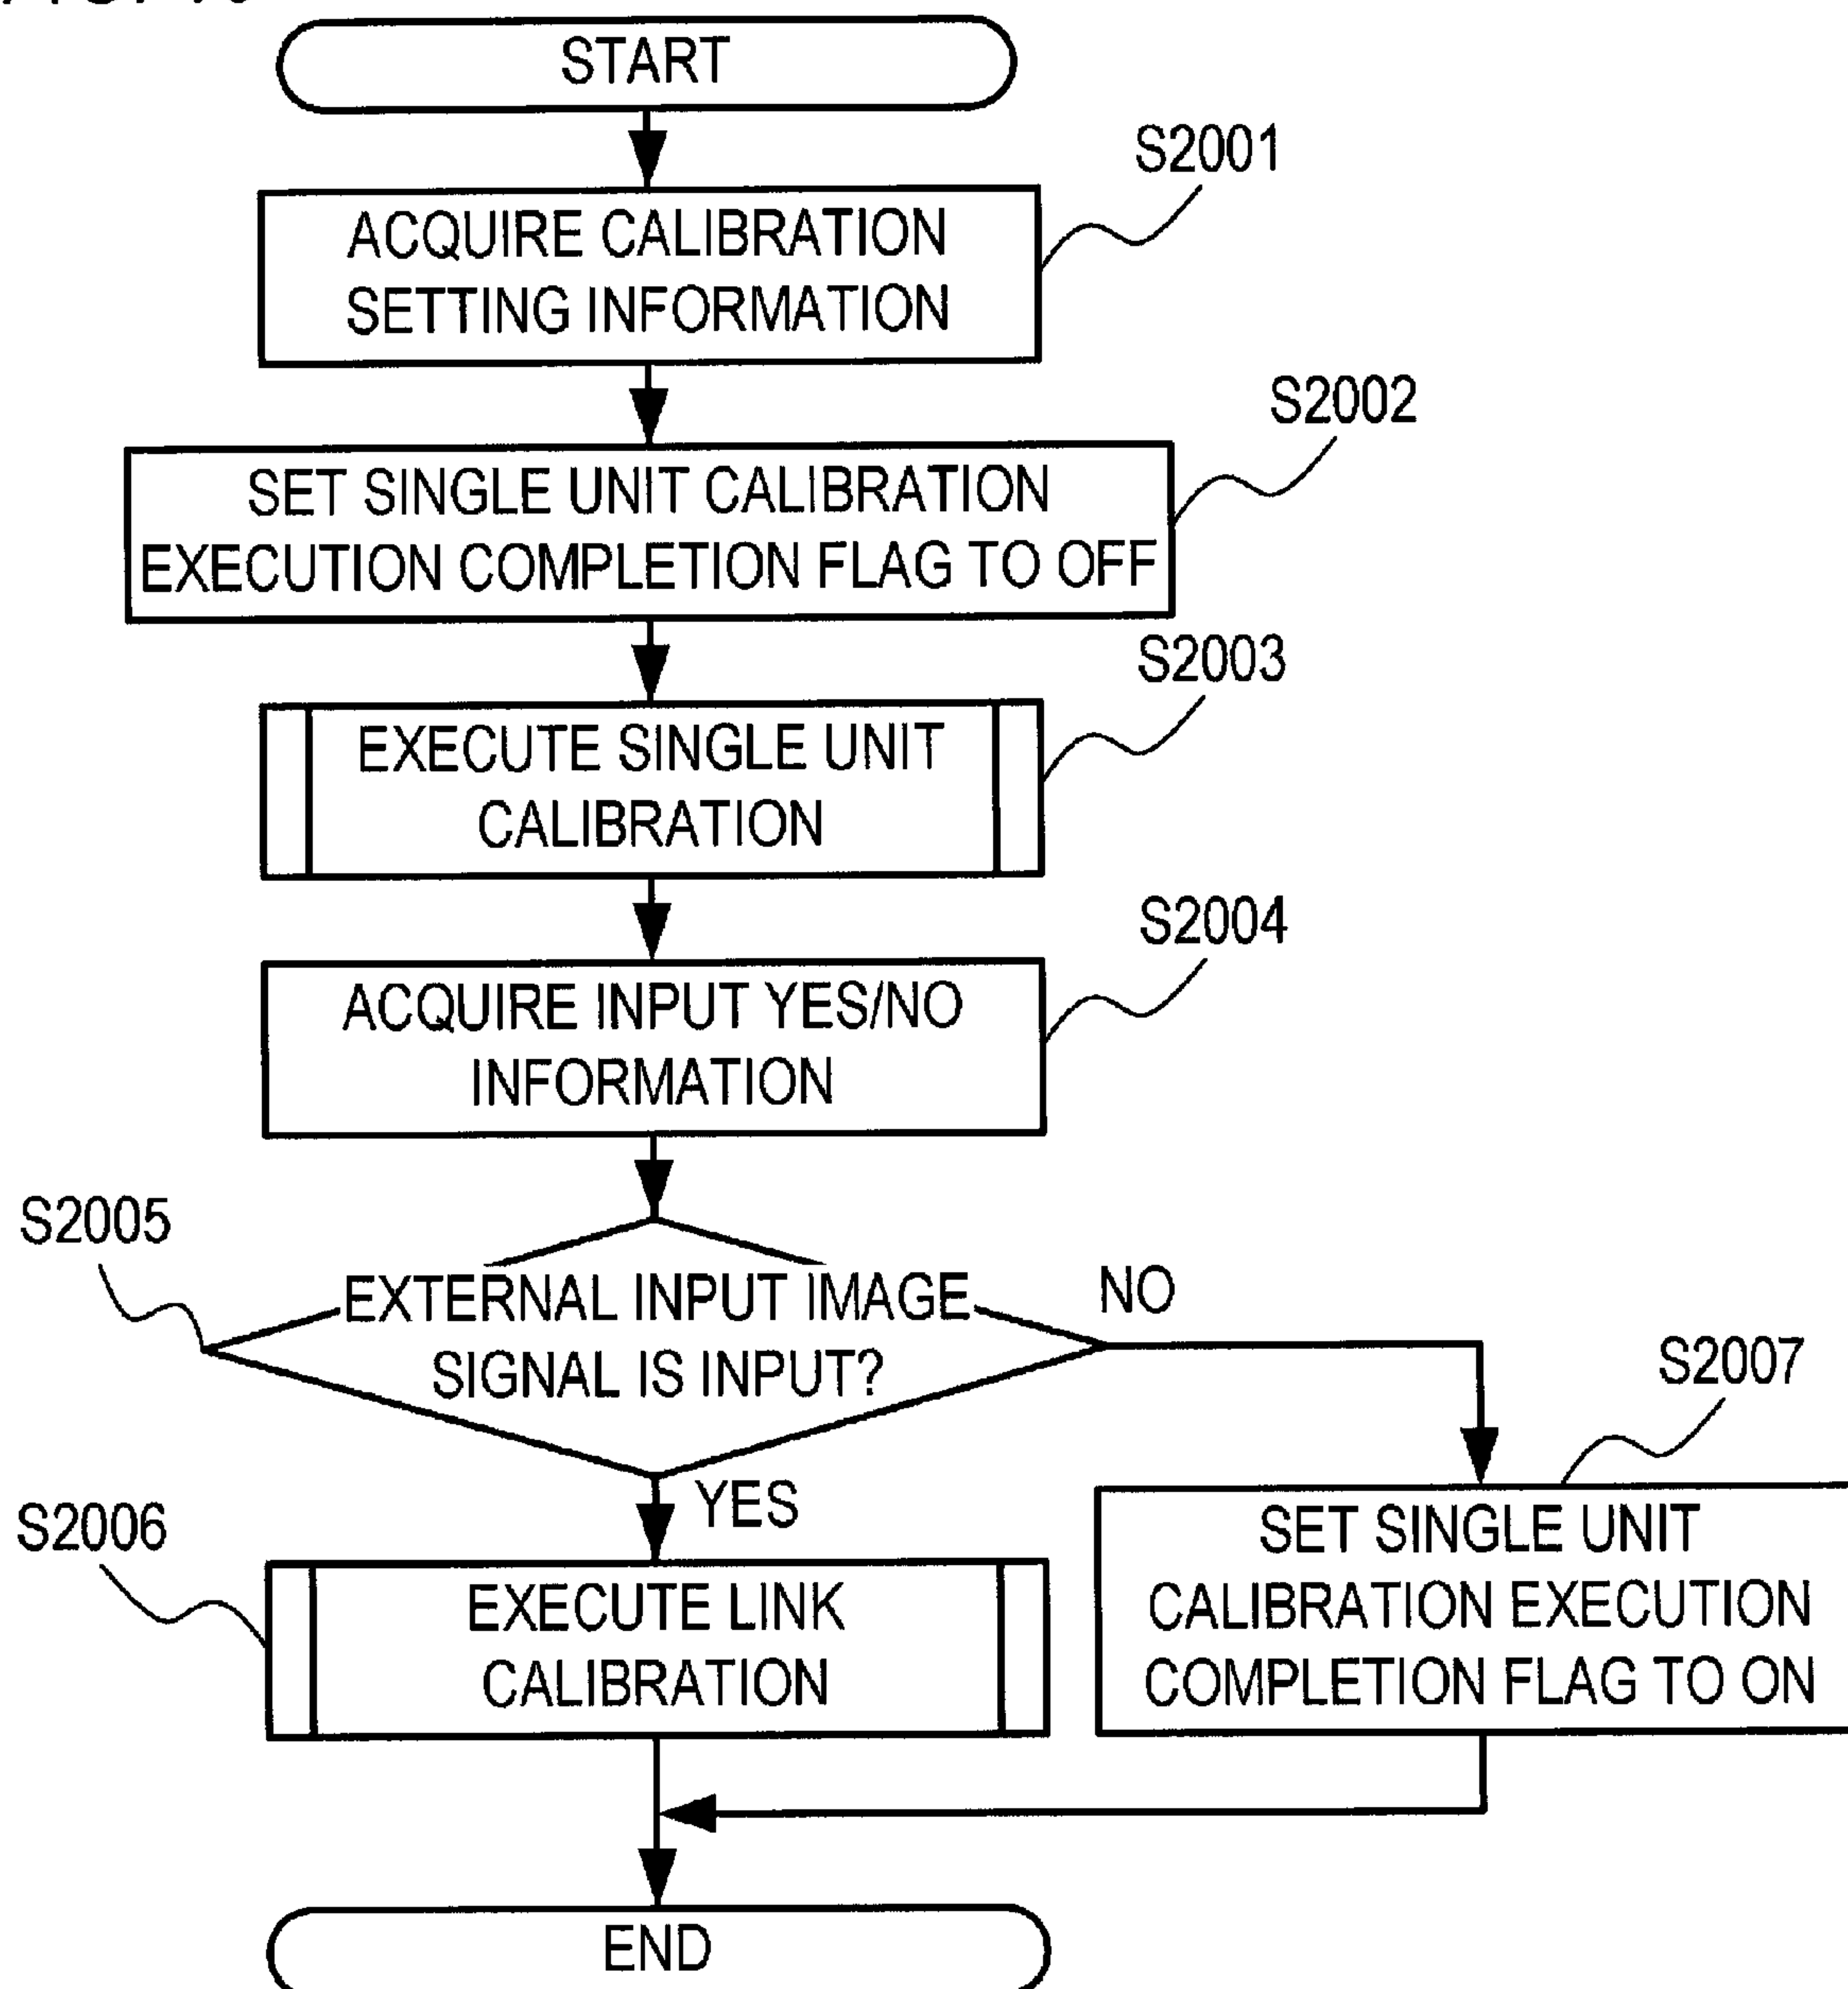 START
S2001
ACQUIRE CALIBRATION
SETTING INFORMATION
S2002
SET SINGLE UNIT CALIBRATION
EXECUTION COMPLETION FLAG TO OFF
S2003
EXECUTE SINGLE UNIT
CALIBRATION
S2004
ACQUIRE INPUT YES/NO
INFORMATION
S2005
EXTERNAL INPUT IMAGE
SIGNAL IS INPUT?
NO
YES
S2006
EXECUTE LINK
CALIBRATION
S2007
SET SINGLE UNIT
CALIBRATION EXECUTION
COMPLETION FLAG TO ON
END